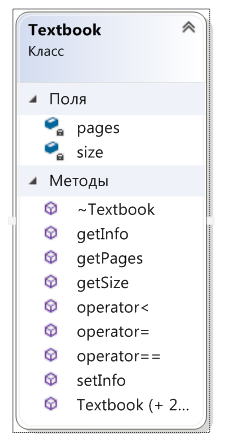 Textbook
Класс
Поля
pages
size
Методы
~Textbook
getInfo
getPages
getSize
operator<
operator=
operator==
setInfo
Textbook (+ 2...